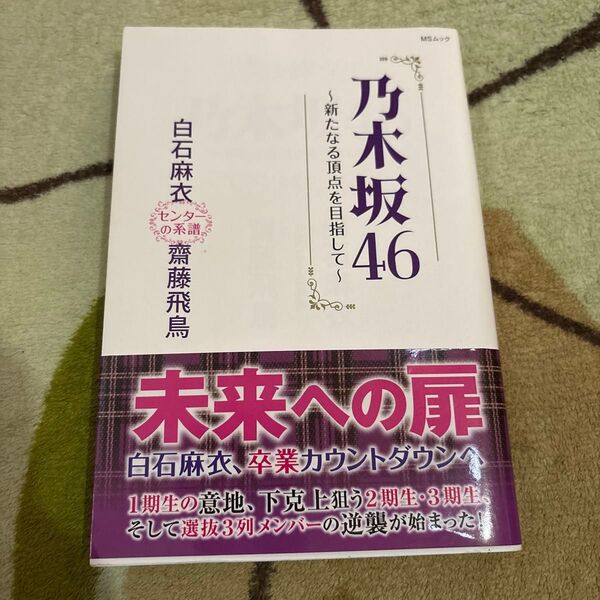 MSムック
乃木坂46
～新たなる頂点を目指して～
白石麻衣
センター
の系譜
齋藤飛鳥
未来への扉
白石麻衣、卒業カウントダウンへ
1期生の意地、下克上狙う2期生・3期生、
そして選抜3列メンバーの逆襲が始まった!